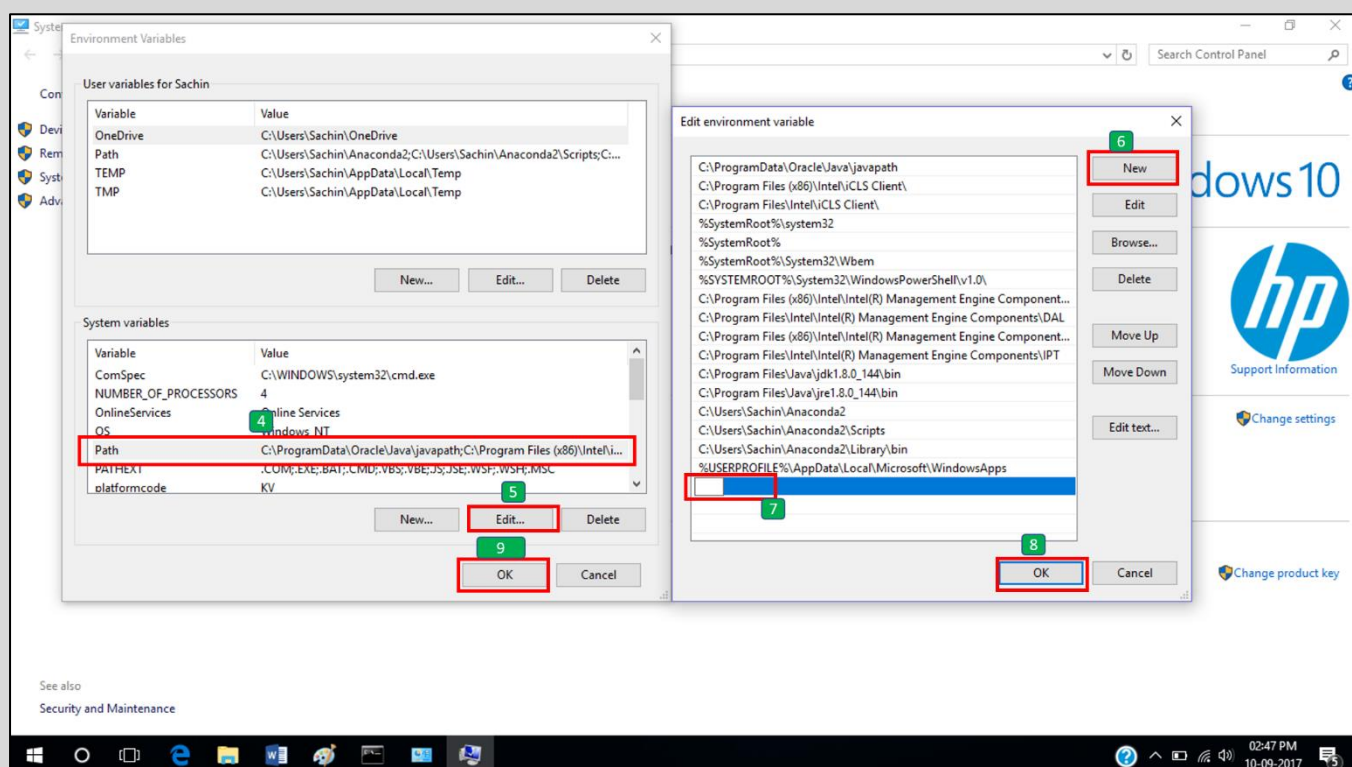 Syste
Environment Variables
Search Control Panel
Con
Devi
Rem
Syst
Adv
User variables for Sachin
Variable Value
OneDrive C:\Users\Sachin\OneDrive
Path C:\Users\Sachin\Anaconda2;C:\Users\Sachin\Anaconda2\Scripts;C:...
TEMP C:\Users\Sachin\AppData\Local\Temp
TMP C:\Users\Sachin\AppData\Local\Temp
New... Edit... Delete
System variables
Variable Value
ComSpec C:\WINDOWS\system32\cmd.exe
NUMBER_OF_PROCESSORS 4
OnlineServices Online Services
4
OS Windows_NT
Path C:\ProgramData\Oracle\Java\javapath;C:\Program Files (x86)\Intel\i...
PATHEXT .COM;.EXE;.BAT;.CMD;.VBS;.VBE;.JS;.JSE;.WSF;.WSH;.MSC
platformcode KV
5
New... Edit... Delete
9
OK Cancel
Edit environment variable
6
New
Edit
Browse...
Delete
Move Up
Move Down
Edit text...
C:\ProgramData\Oracle\Java\javapath
C:\Program Files (x86)\Intel\iCLS Client\
C:\Program Files\Intel\iCLS Client\
%SystemRoot%\system32
%SystemRoot%
%SystemRoot%\System32\Wbem
%SYSTEMROOT%\System32\WindowsPowerShell\v1.0\
C:\Program Files (x86)\Intel\Intel(R) Management Engine Component...
C:\Program Files\Intel\Intel(R) Management Engine Components\DAL
C:\Program Files (x86)\Intel\Intel(R) Management Engine Component...
C:\Program Files\Intel\Intel(R) Management Engine Components\IPT
C:\Program Files\Java\jdk1.8.0_144\bin
C:\Program Files\Java\jre1.8.0_144\bin
C:\Users\Sachin\Anaconda2
C:\Users\Sachin\Anaconda2\Scripts
C:\Users\Sachin\Anaconda2\Library\bin
%USERPROFILE%\AppData\Local\Microsoft\WindowsApps
7
8
OK Cancel
dows 10
hp
Support Information
Change settings
Change product key
See also
Security and Maintenance
02:47 PM
10-09-2017
5